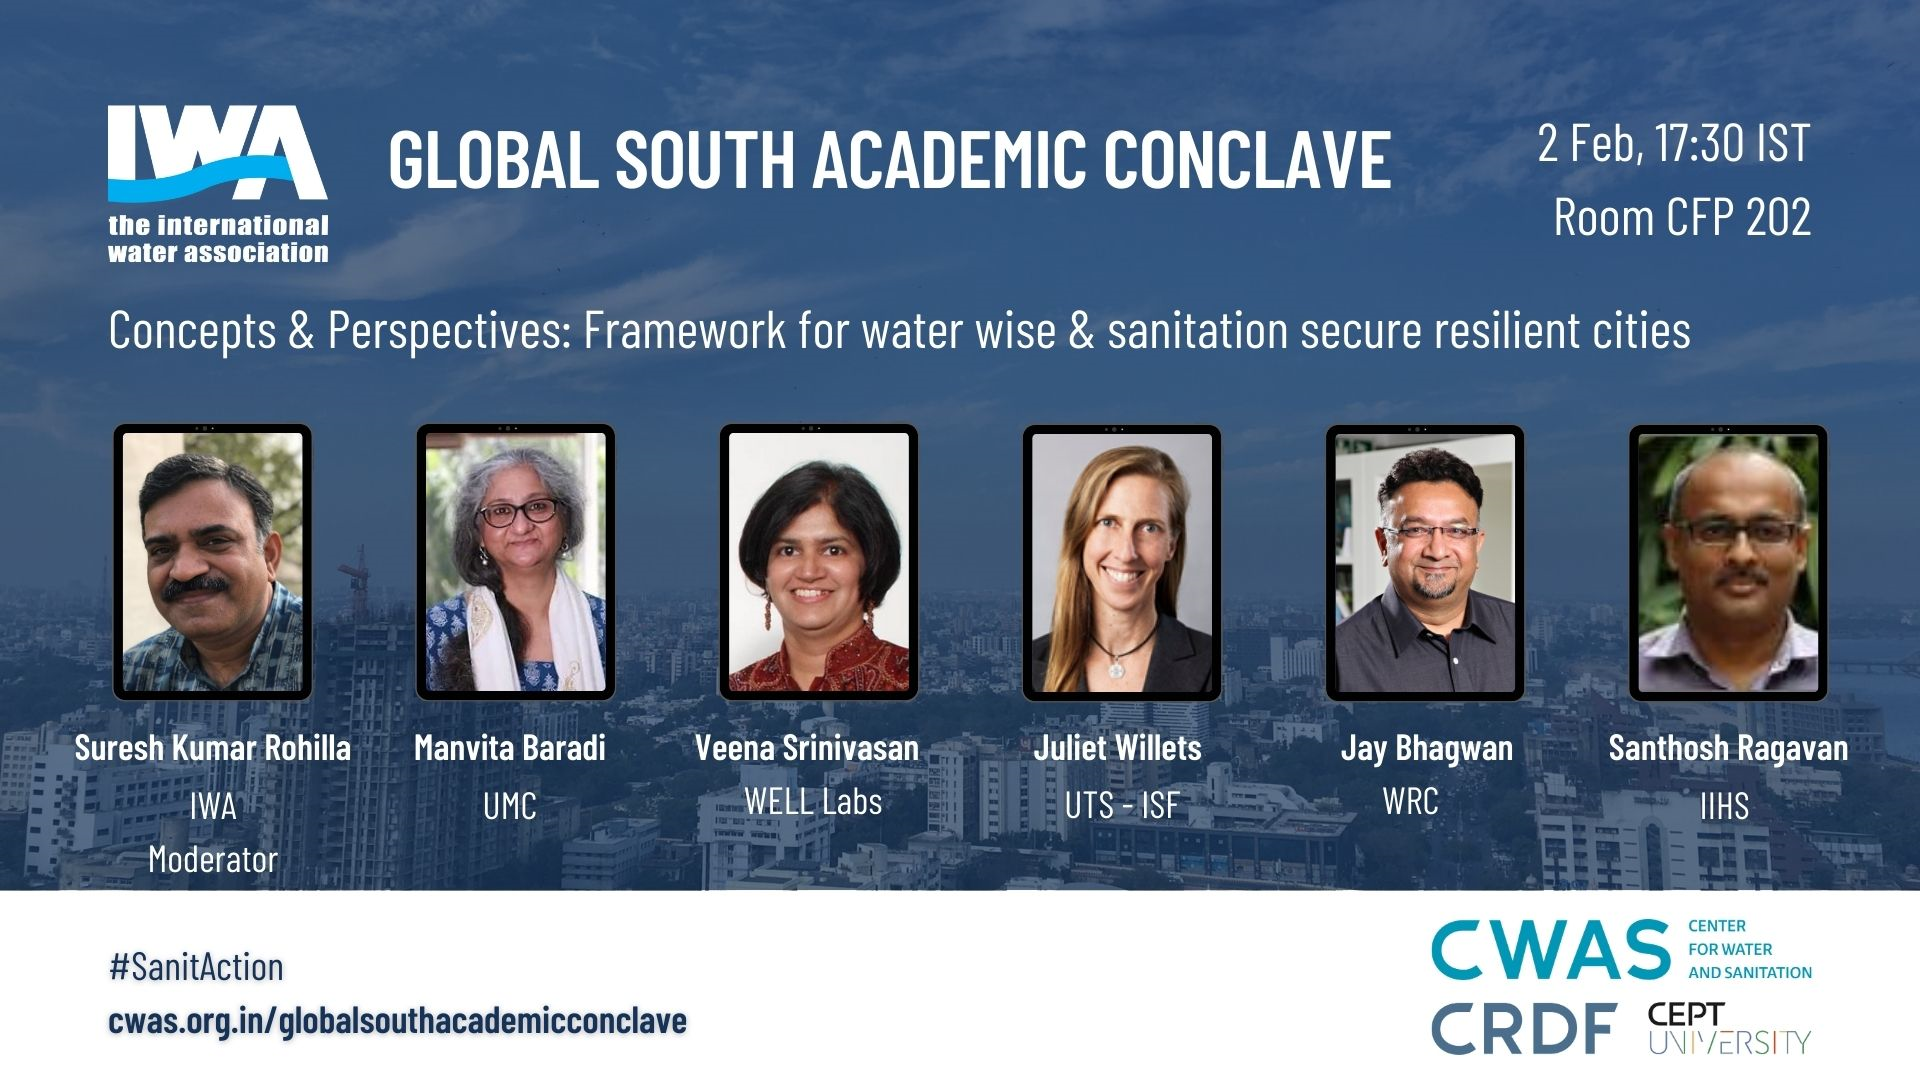 IWA
the international
water association
GLOBAL SOUTH ACADEMIC CONCLAVE
2 Feb, 17:30 IST
Room CFP 202
Concepts & Perspectives: Framework for water wise & sanitation secure resilient cities
Suresh Kumar Rohilla
IWA
Moderator
Manvita Baradi
UMC
Veena Srinivasan
WELL Labs
Juliet Willets
UTS - ISF
Jay Bhagwan
WRC
Santhosh Ragavan
IIHS
#SanitAction
cwas.org.in/globalsouthacademicconclave
CWAS
CENTER
FOR WATER
AND SANITATION
CRDF
CEPT
UNIVERSITY